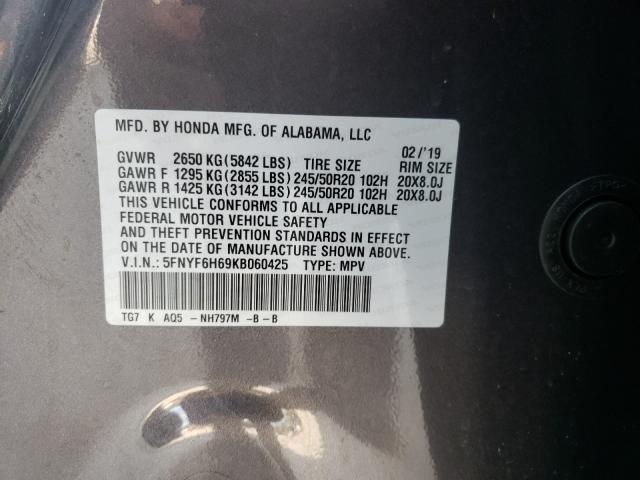 MFD. BY HONDA MFG. OF ALABAMA, LLC
02/'19
GVWR 2650 KG(5842 LBS) TIRE SIZE RIM SIZE
GAWR F 1295 KG(2855 LBS)245/50R20 102H 20X8.0J
GAWR R 1425 KG(3142 LBS)245/50R20 102H 20X8.0J
THIS VEHICLE CONFORMS TO ALL APPLICABLE
FEDERAL MOTOR VEHICLE SAFETY
AND THEFT PREVENTION STANDARDS IN EFFECT
ON THE DATE OF MANUFACTURE SHOWN ABOVE.
V.I.N.: 5FNYF6H69KB060425 TYPE: MPV
TG7 K AQ5 -NH797M -B-B